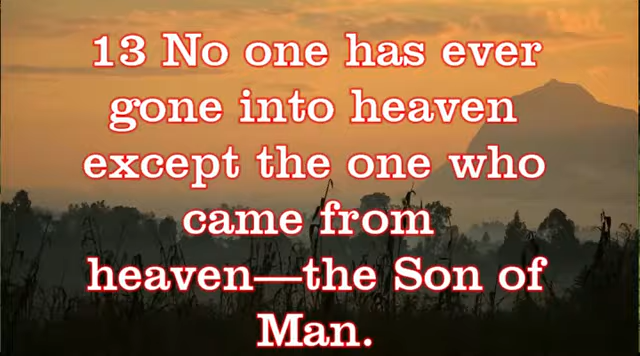 13 No one has ever
gone into heaven
except the one who
came from
heaven—the Son of
Man.